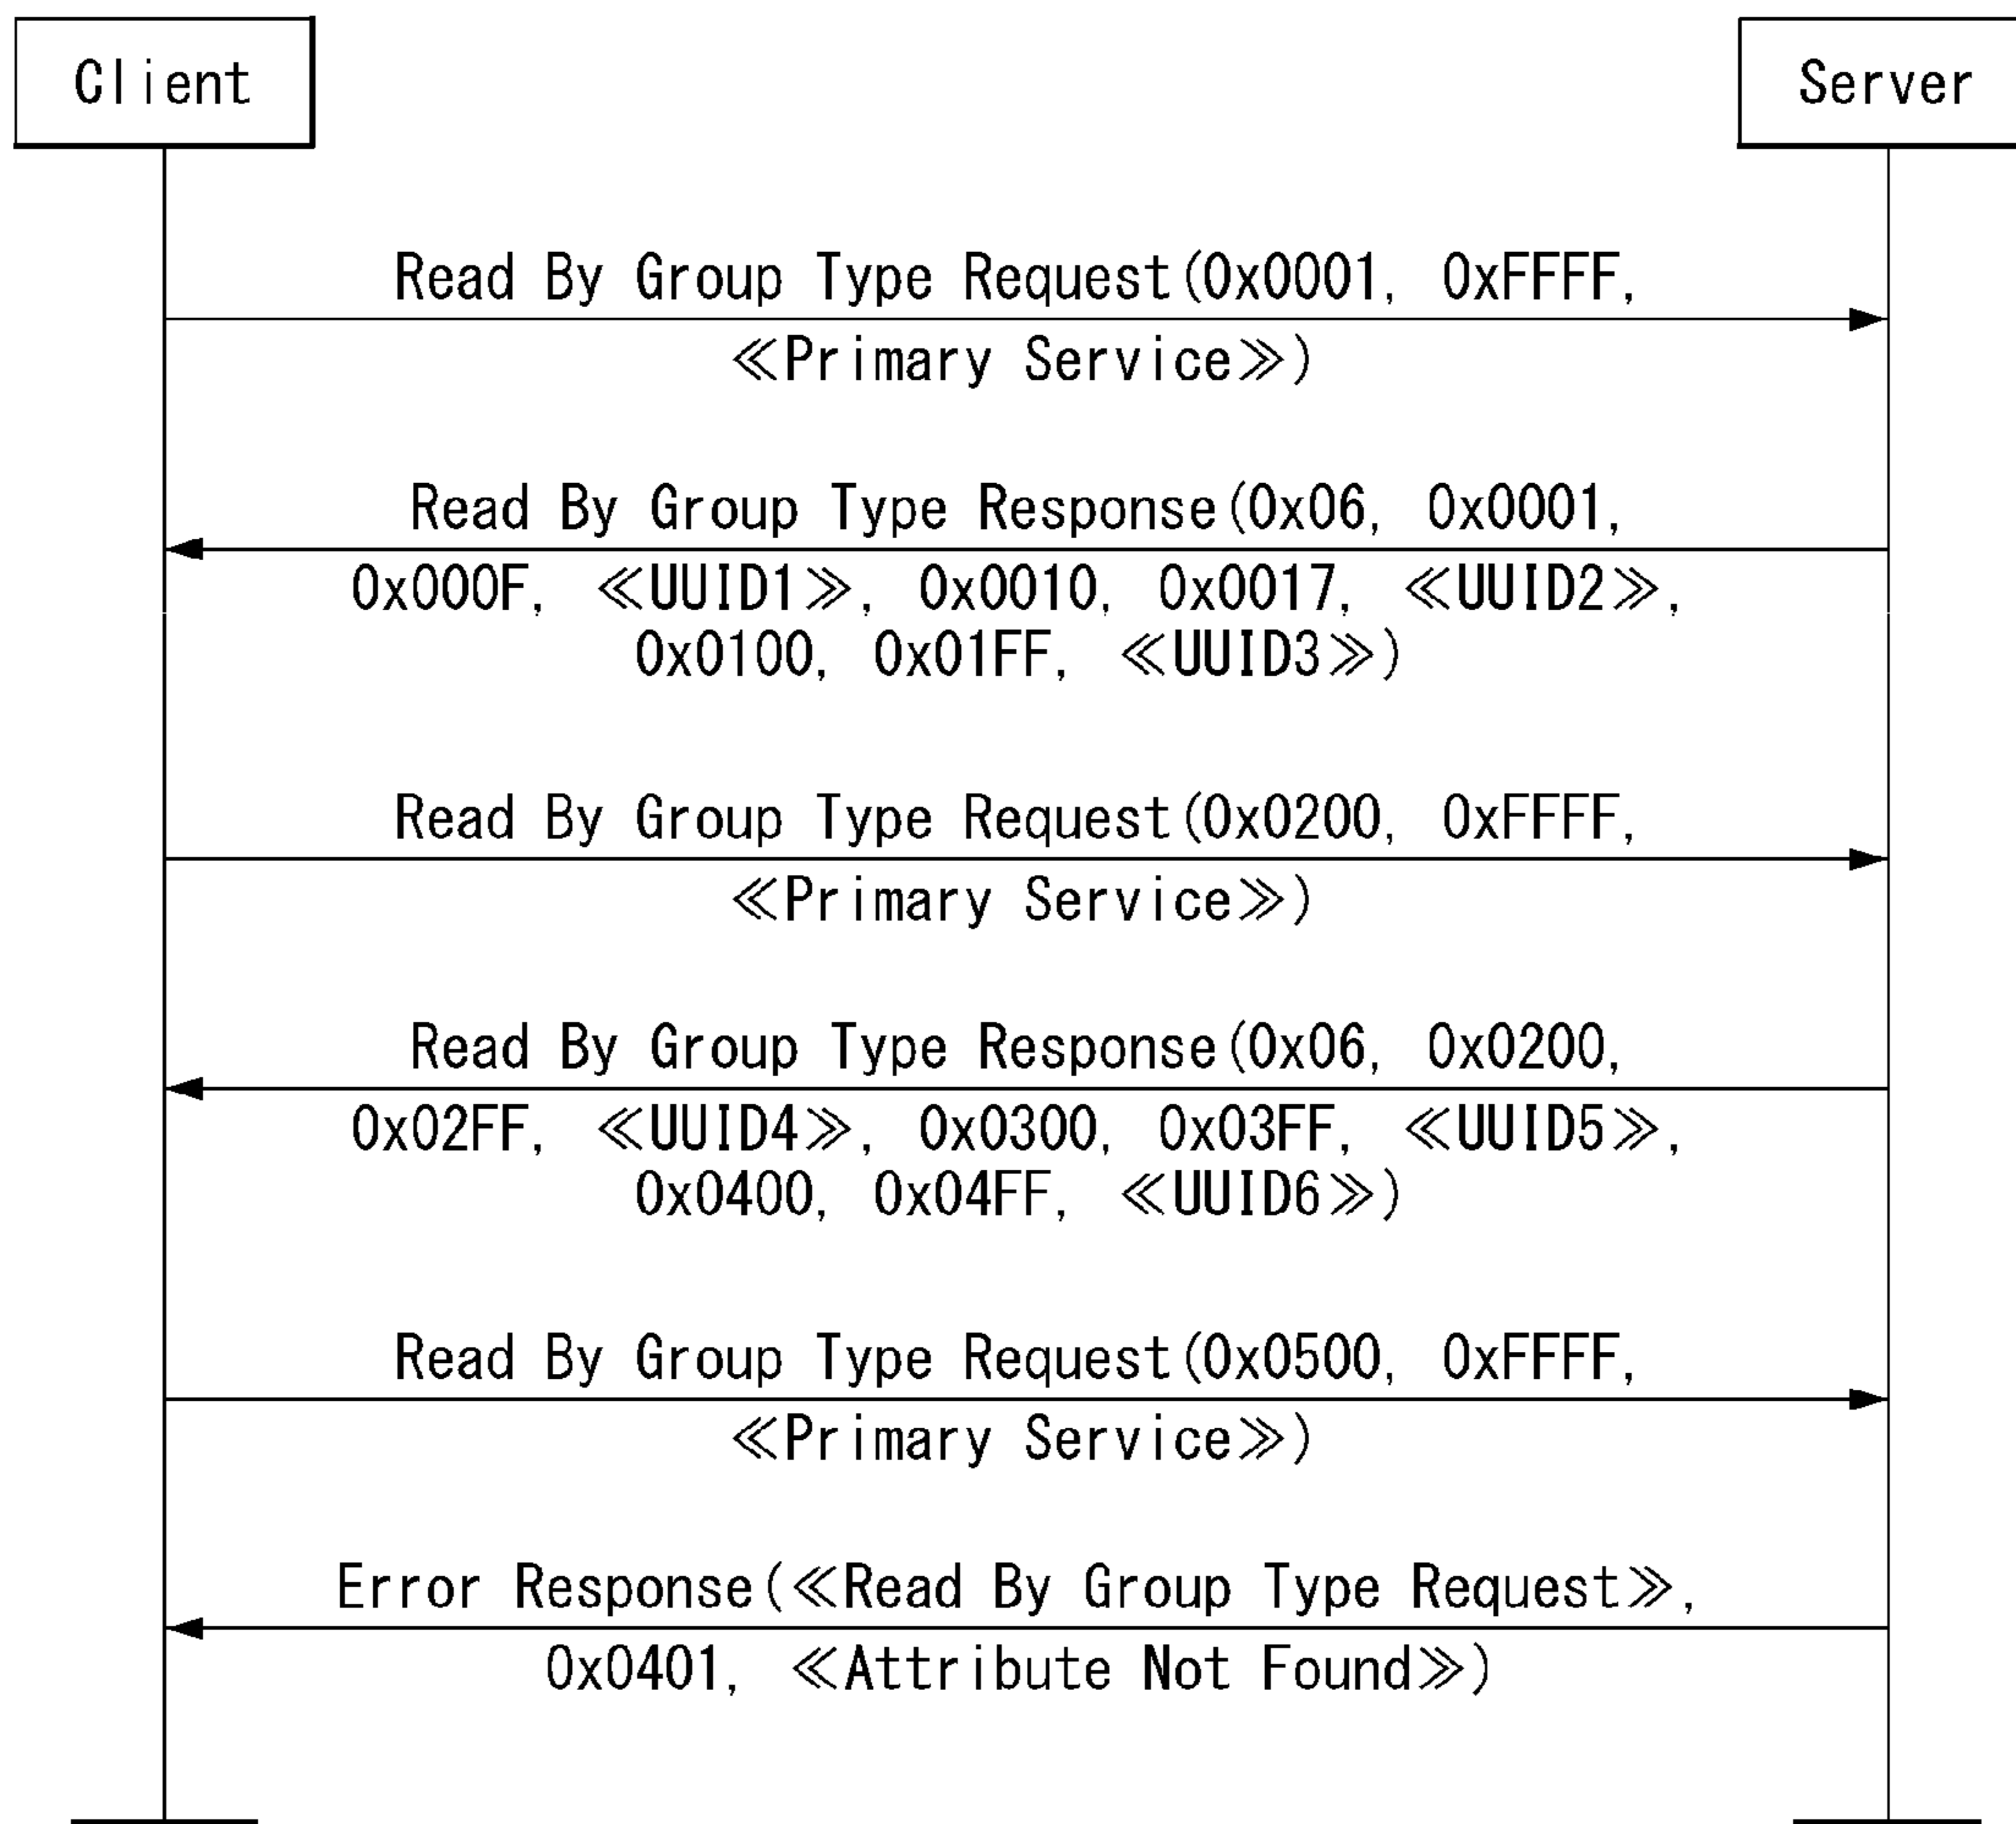 Client
Server
Read By Group Type Request(0x0001, 0xFFFF,
≪Primary Service≫)
Read By Group Type Response(0x06, 0x0001,
0x000F, ≪UUID1≫, 0x0010, 0x0017, ≪UUID2≫,
0x0100, 0x01FF, ≪UUID3≫)
Read By Group Type Request(0x0200, 0xFFFF,
≪Primary Service≫)
Read By Group Type Response(0x06, 0x0200,
0x02FF, ≪UUID4≫, 0x0300, 0x03FF, ≪UUID5≫,
0x0400, 0x04FF, ≪UUID6≫)
Read By Group Type Request(0x0500, 0xFFFF,
≪Primary Service≫)
Error Response(≪Read By Group Type Request≫,
0x0401, ≪Attribute Not Found≫)